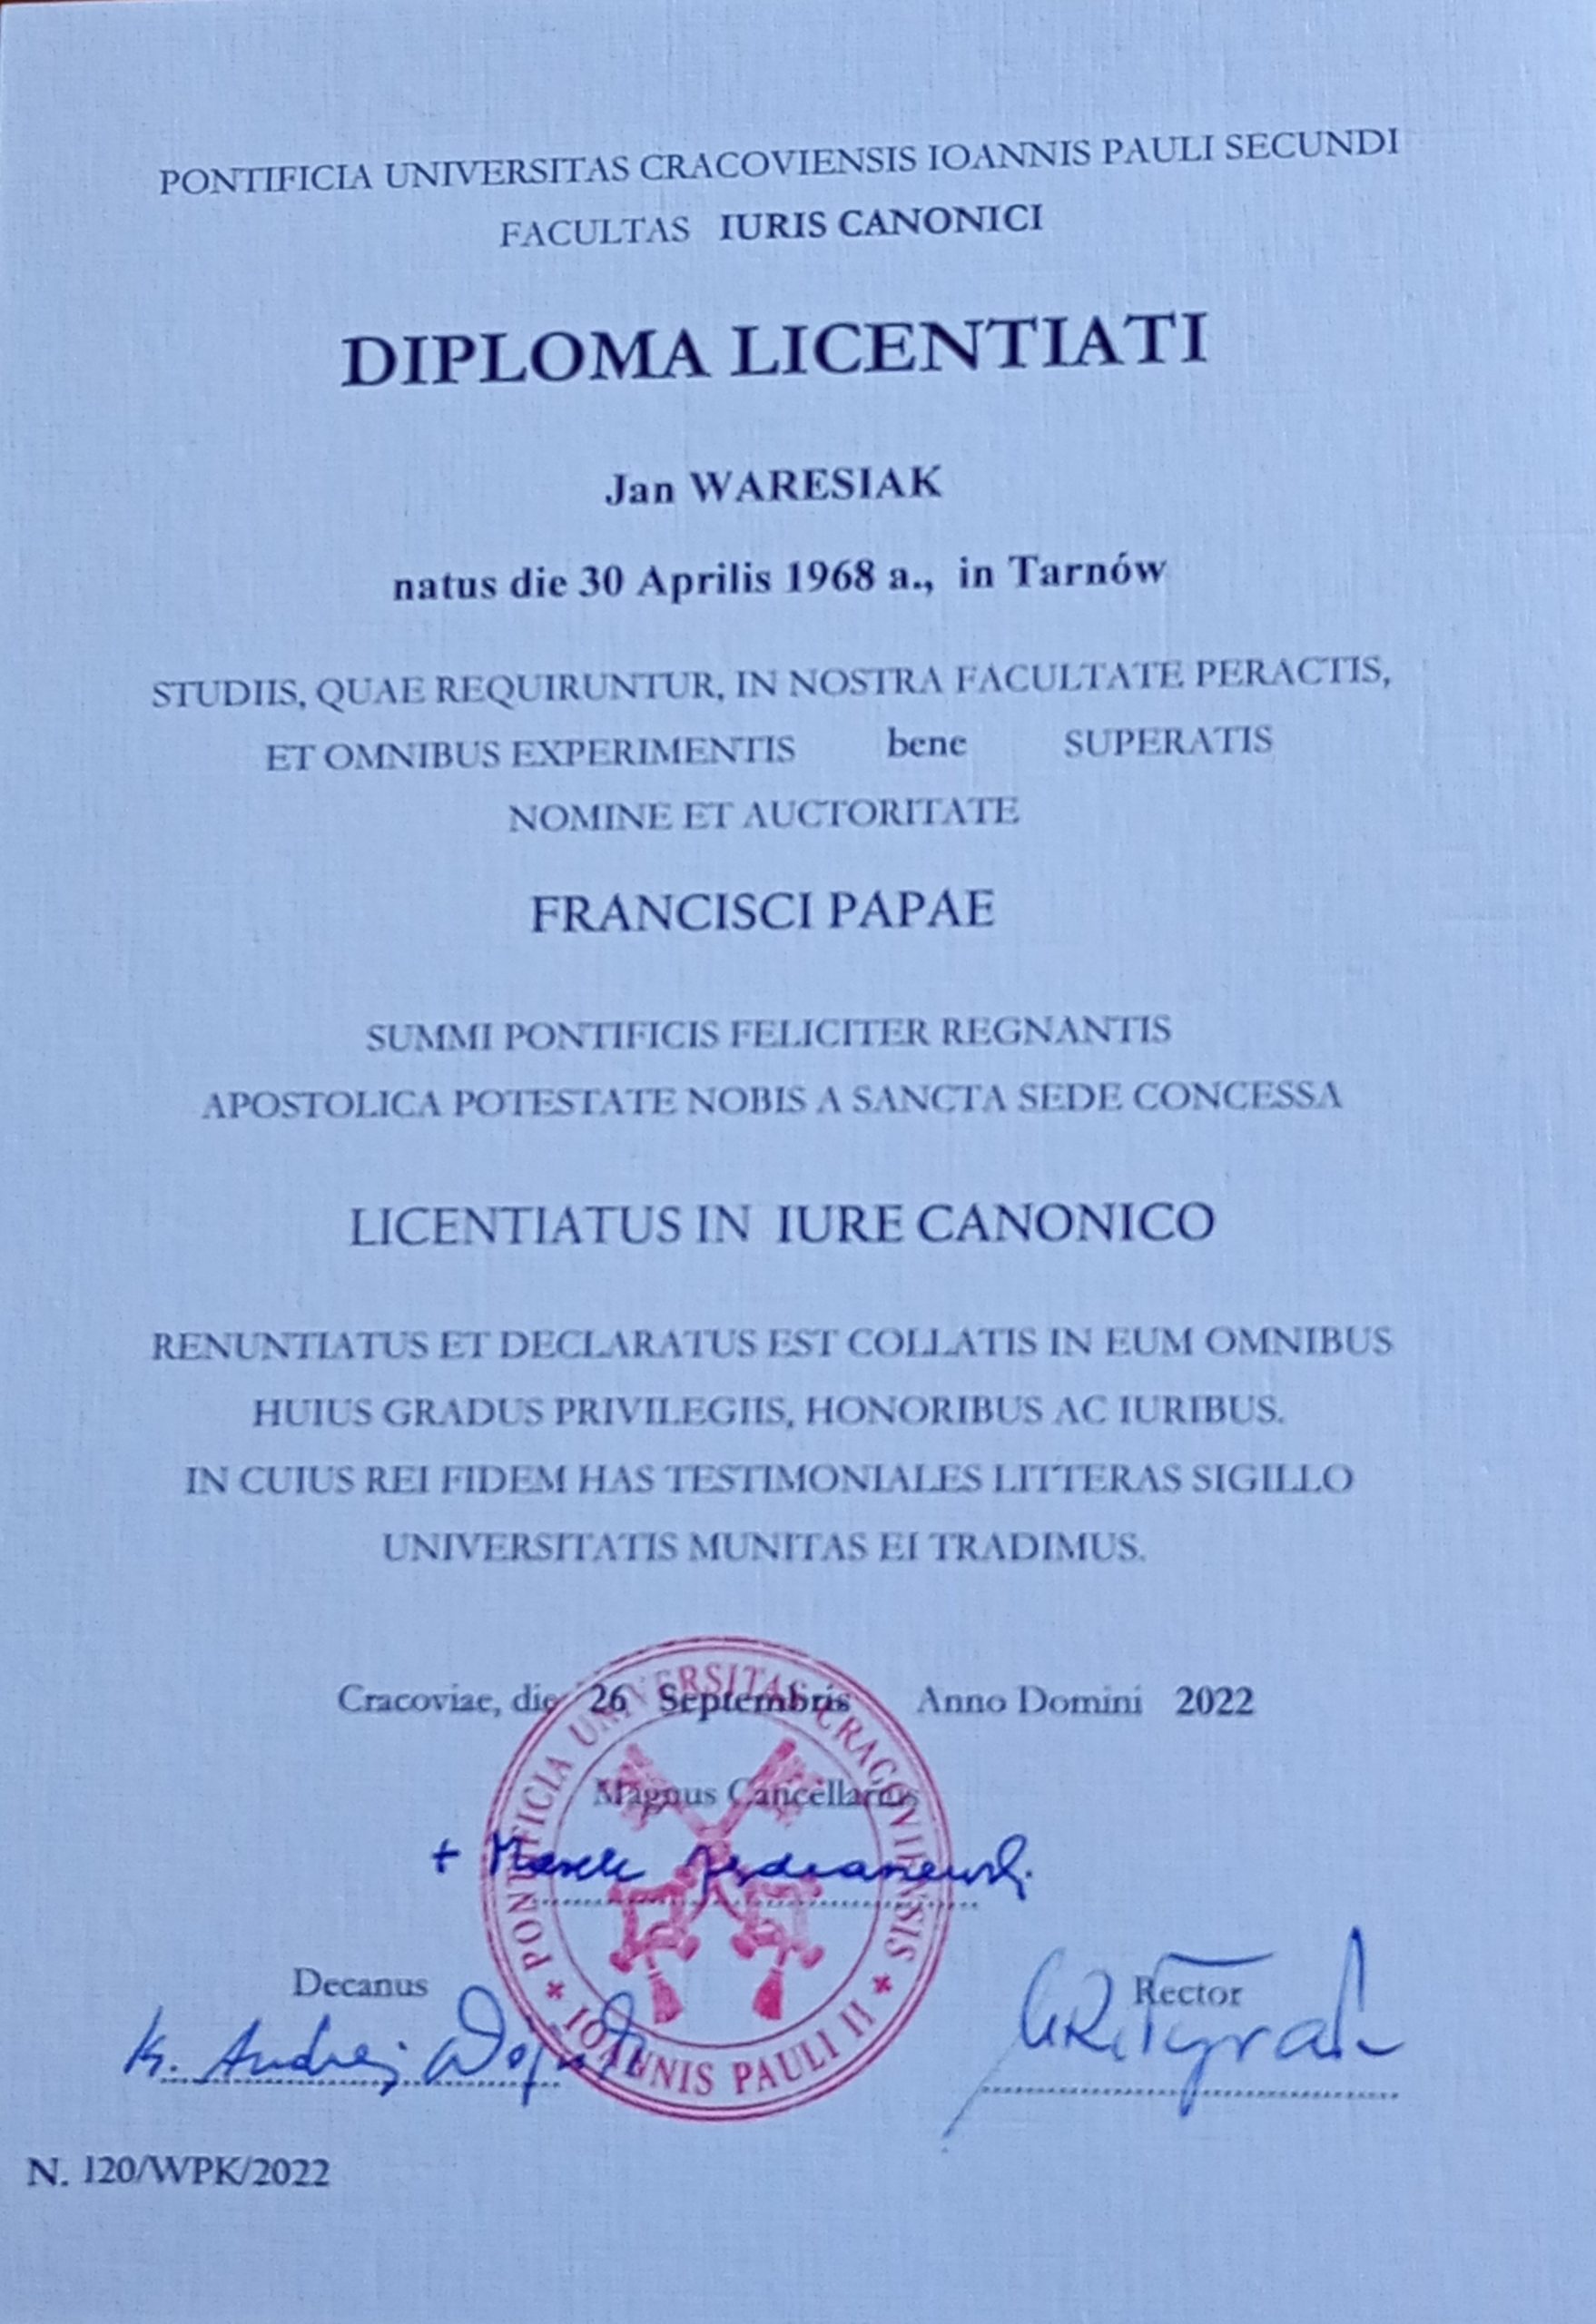 PONTIFICIA UNIVERSITAS CRACOVIENSIS IOANNIS PAULI SECUNDI
FACULTAS IURIS CANONICI
DIPLOMA LICENTIATI
Jan WARESIAK
natus die 30 Aprilis 1968 a., in Tarnów
STUDIIS, QUAE REQUIRUNTUR, IN NOSTRA FACULTATE PERACTIS,
ET OMNIBUS EXPERIMENTIS bene SUPERATIS
NOMINE ET AUCTORITATE
FRANCISCI PAPAE
SUMMI PONTIFICIS FELICITER REGNANTIS
APOSTOLICA POTESTATE NOBIS A SANCTA SEDE CONCESSA
LICENTIATUS IN IURE CANONICO
RENUNTIATUS ET DECLARATUS EST COLLATIS IN EUM OMNIBUS
HUIUS GRADUS PRIVILEGIIS, HONORIBUS AC IURIBUS.
IN CUIUS REI FIDEM HAS TESTIMONIALES LITTERAS SIGILLO
UNIVERSITATIS MUNITAS EI TRADIMUS.
Cracoviae, die 26 Septembris Anno Domini 2022
Magnus Cancellarius
+ Marek
PONTIFICIA UNIVERSITAS CRACOVIENSIS
IOANNIS PAULI II
Decanus
Rector
K. Andrzej
N. 120/WPK/2022